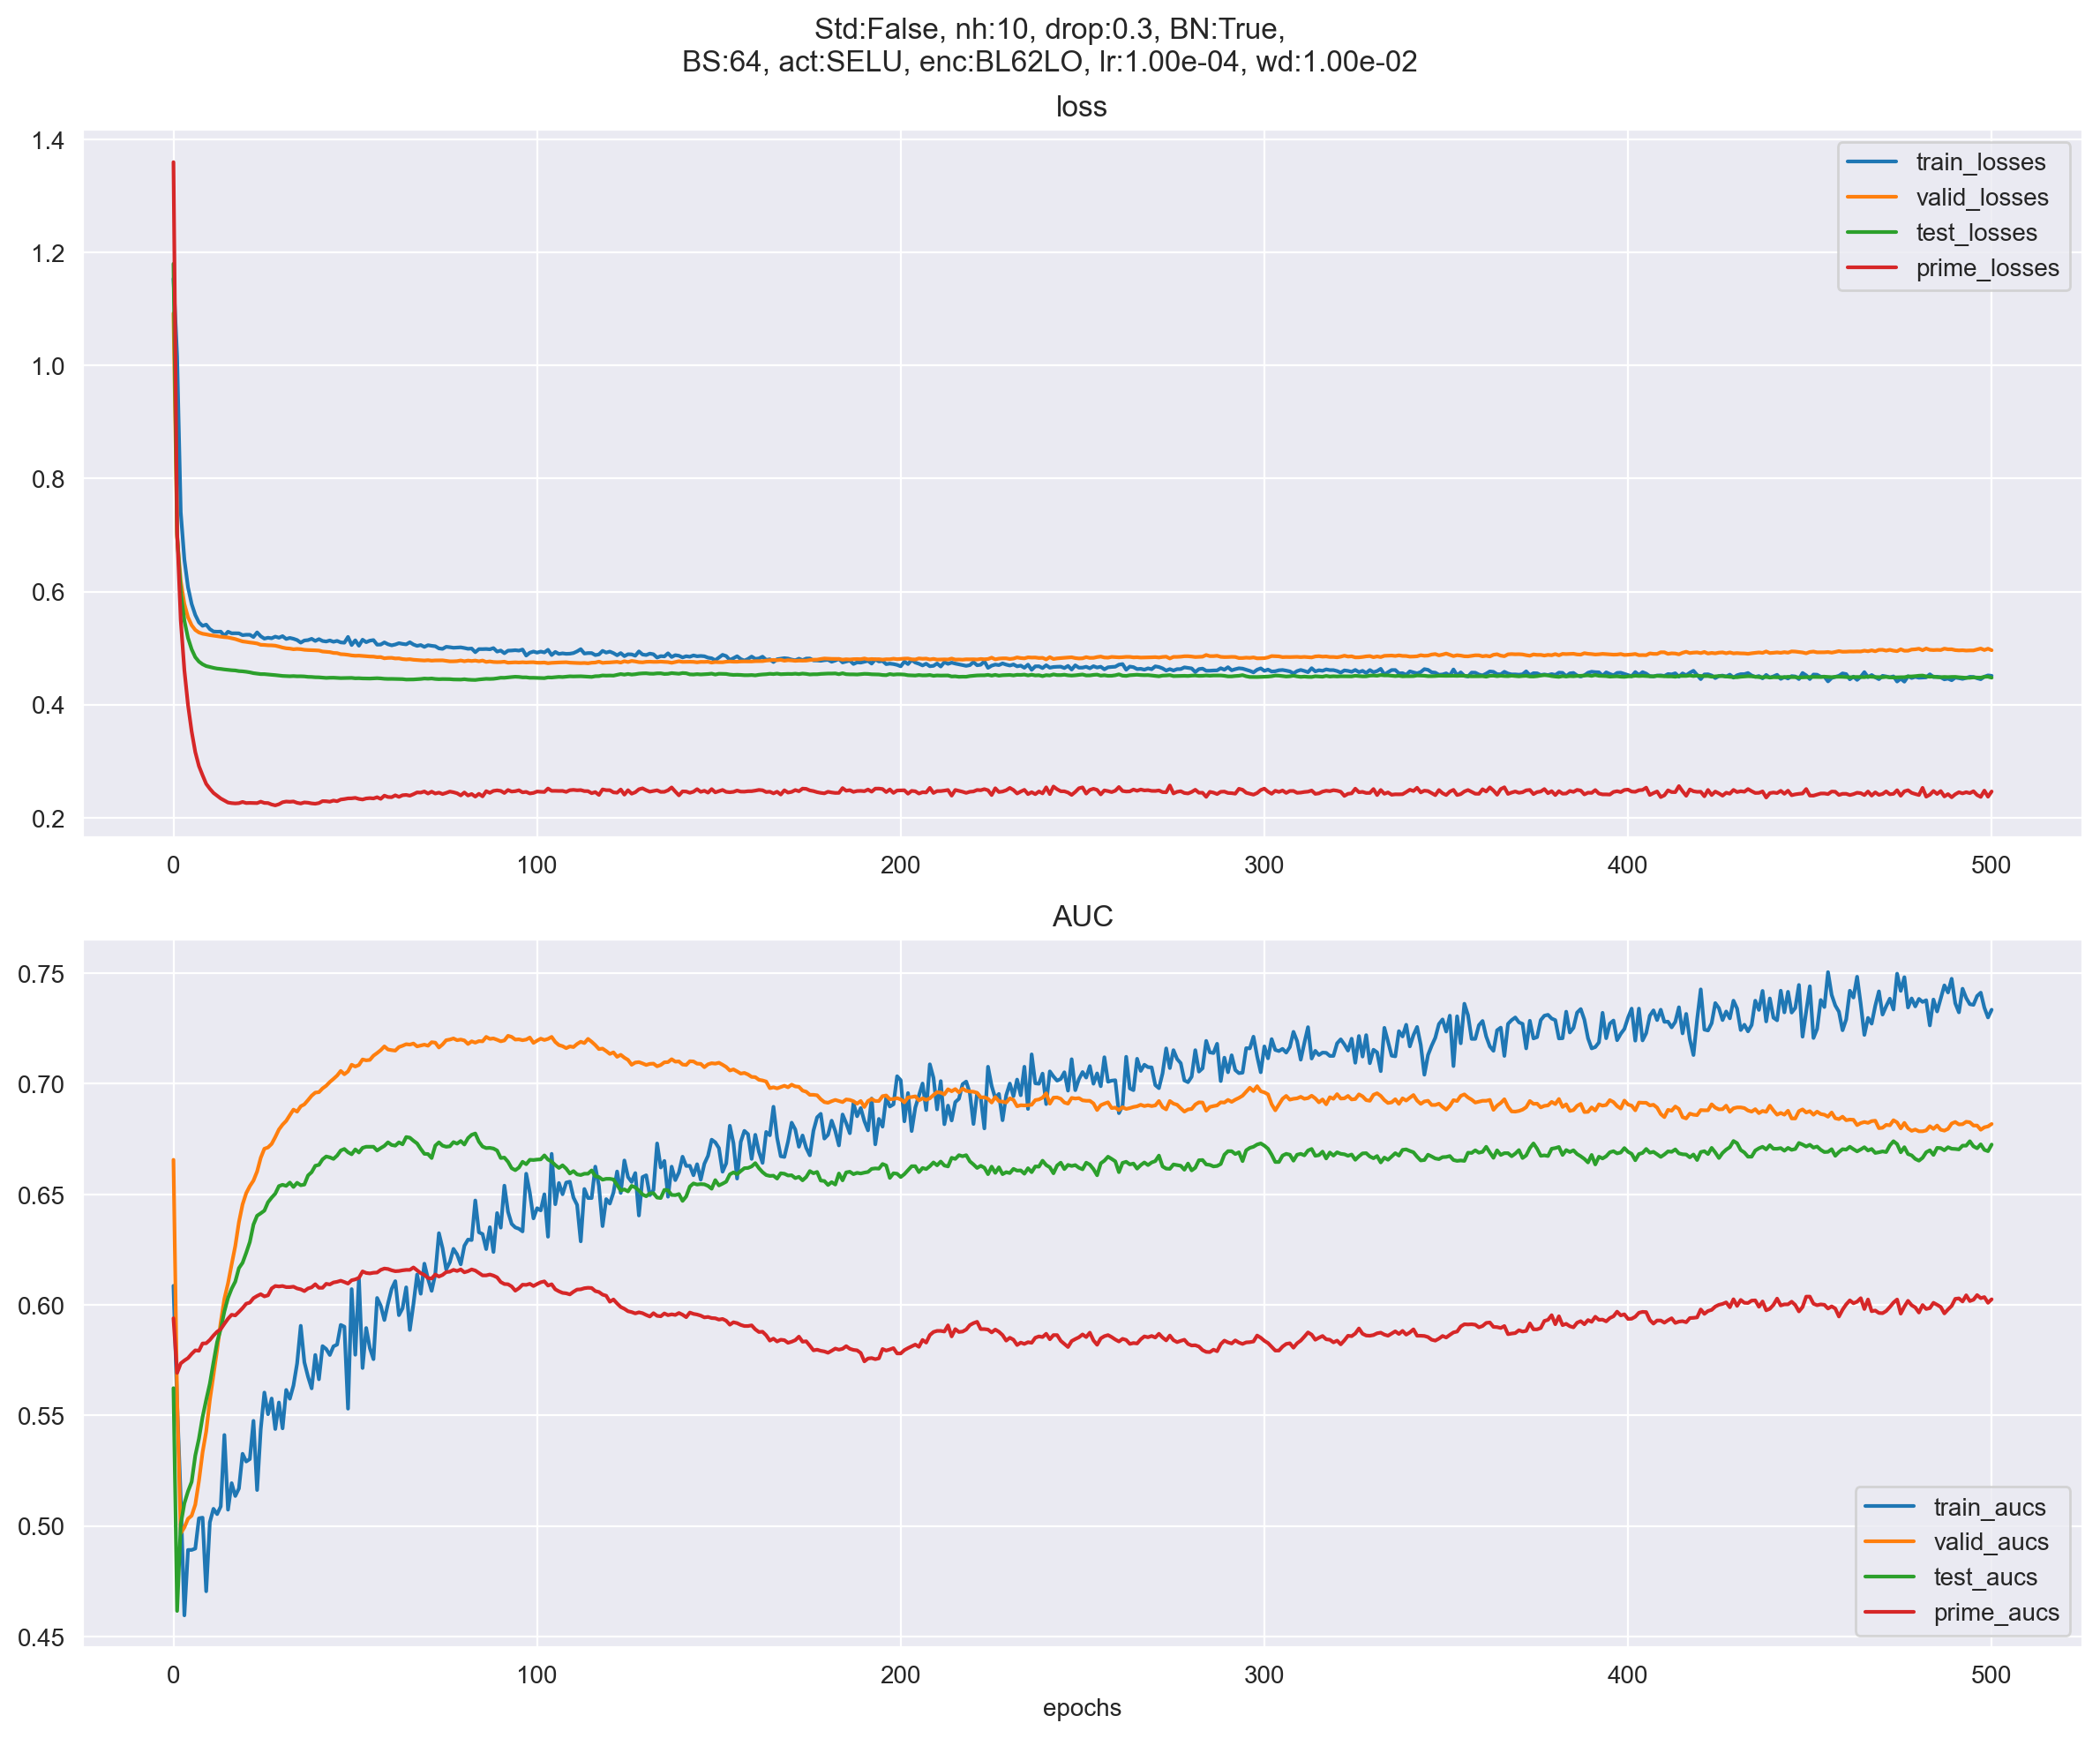 Std:False, nh:10, drop:0.3, BN:True,
BS:64, act:SELU, enc:BL62LO, lr:1.00e-04, wd:1.00e-02
loss
1.4
1.2
1.0
0.8
0.6
0.4
0.2
train_losses
valid_losses
test_losses
prime_losses
0 100 200 300 400 500
AUC
0.75
0.70
0.65
0.60
0.55
0.50
0.45
train_aucs
valid_aucs
test_aucs
prime_aucs
0 100 200 300 400 500
epochs